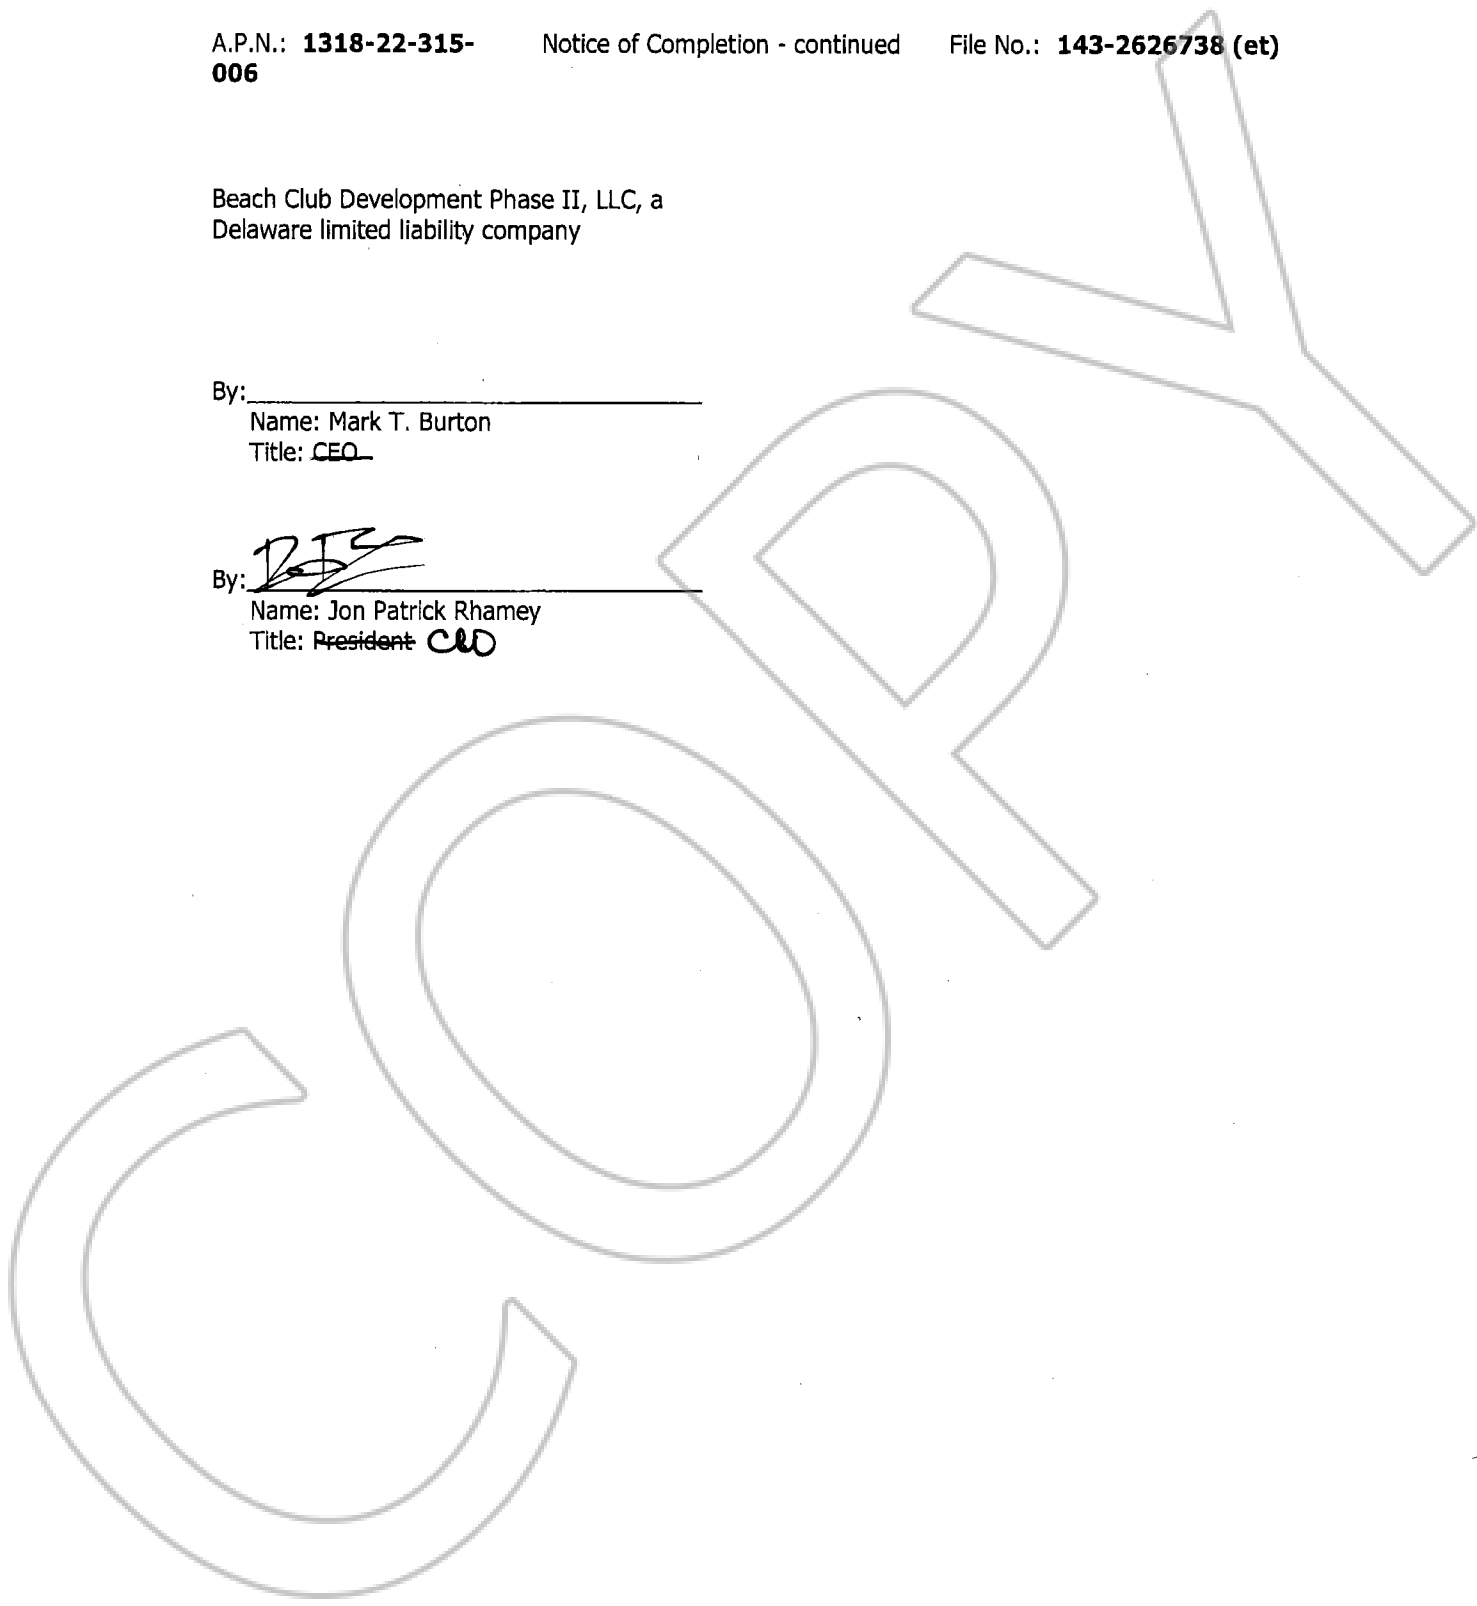 A.P.N.: 1318-22-315- Notice of Completion - continued File No.: 143-2626738 (et)
006
Beach Club Development Phase II, LLC, a
Delaware limited liability company
By:
Name: Mark T. Burton
Title: CEO
By:
Name: Jon Patrick Rhamey
Title: President
COPY